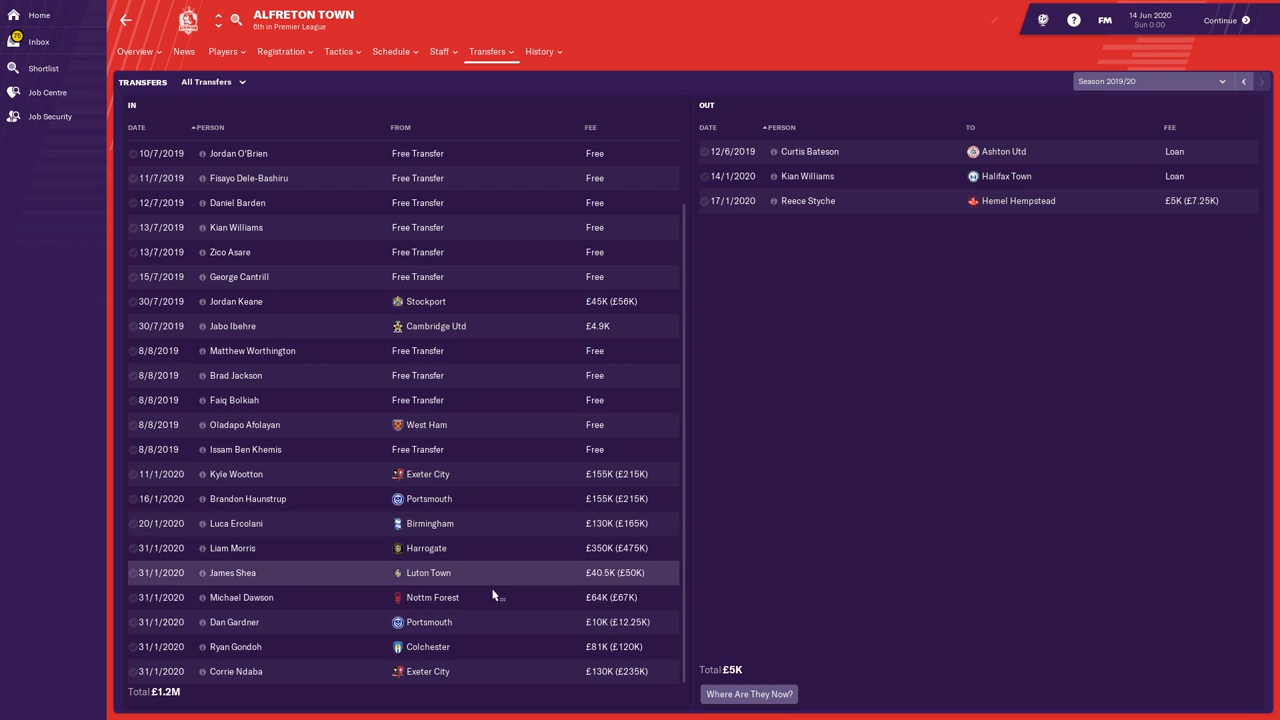 Home
75
Inbox
Shortlist
Job Centre
Job Security
ALFRETON TOWN
6th in Premier League
?
FM
14 Jun 2020
Sun 0:00
Continue
Overview
News
Players
Registration
Tactics
Schedule
Staff
Transfers
History
TRANSFERS All Transfers
Season 2019/20
IN
DATE PERSON FROM FEE
10/7/2019 Jordan O'Brien Free Transfer Free
11/7/2019 Fisayo Dele-Bashiru Free Transfer Free
12/7/2019 Daniel Barden Free Transfer Free
13/7/2019 Kian Williams Free Transfer Free
13/7/2019 Zico Asare Free Transfer Free
15/7/2019 George Cantrill Free Transfer Free
30/7/2019 Jordan Keane Stockport £45K (£56K)
30/7/2019 Jabo Ibehre Cambridge Utd £4.9K
8/8/2019 Matthew Worthington Free Transfer Free
8/8/2019 Brad Jackson Free Transfer Free
8/8/2019 Faiq Bolkiah Free Transfer Free
8/8/2019 Oladapo Afolayan West Ham Free
8/8/2019 Issam Ben Khemis Free Transfer Free
11/1/2020 Kyle Wootton Exeter City £155K (£215K)
16/1/2020 Brandon Haunstrup Portsmouth £155K (£215K)
20/1/2020 Luca Ercolani Birmingham £130K (£165K)
31/1/2020 Liam Morris Harrogate £350K (£475K)
31/1/2020 James Shea Luton Town £40.5K (£50K)
31/1/2020 Michael Dawson Nottm Forest £64K (£67K)
31/1/2020 Dan Gardner Portsmouth £10K (£12.25K)
31/1/2020 Ryan Gondoh Colchester £81K (£120K)
31/1/2020 Corrie Ndaba Exeter City £130K (£235K)
Total £1.2M
OUT
DATE PERSON TO FEE
12/6/2019 Curtis Bateson Ashton Utd Loan
14/1/2020 Kian Williams Halifax Town Loan
17/1/2020 Reece Styche Hemel Hempstead £5K (£7.25K)
Total £5K
Where Are They Now?